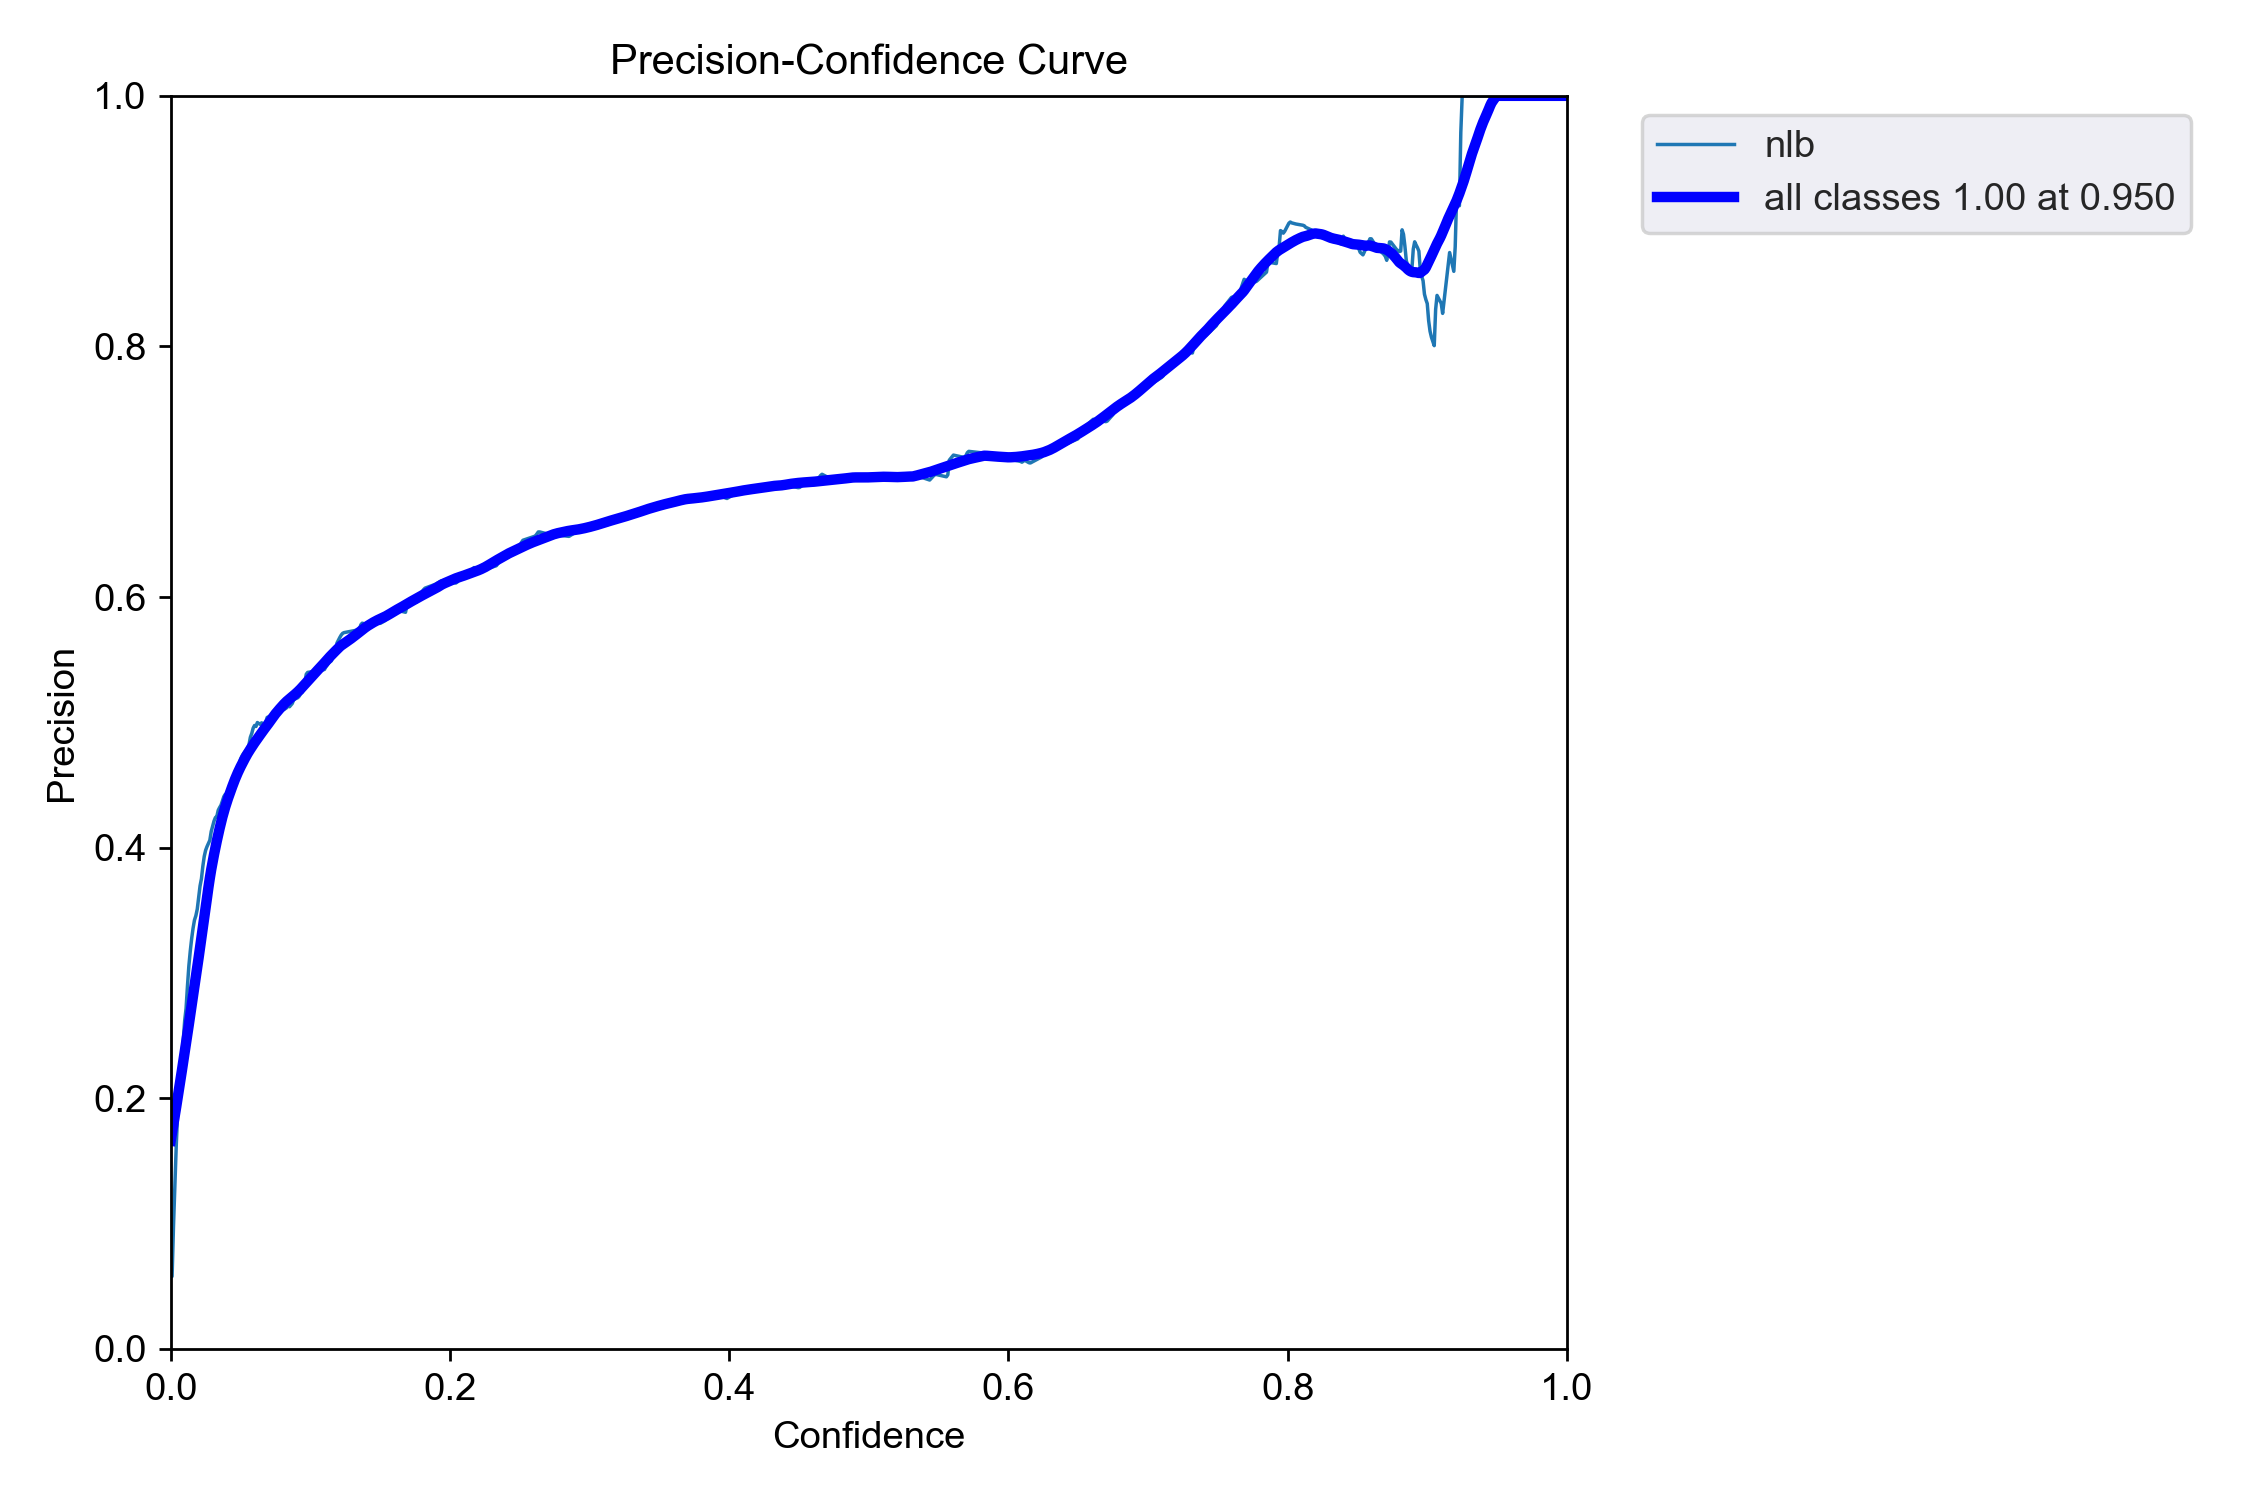 Precision-Confidence Curve
1.0
0.8
0.6
0.4
0.2
0.0
Precision
0.0 0.2 0.4 0.6 0.8 1.0
Confidence
nlb
all classes 1.00 at 0.950